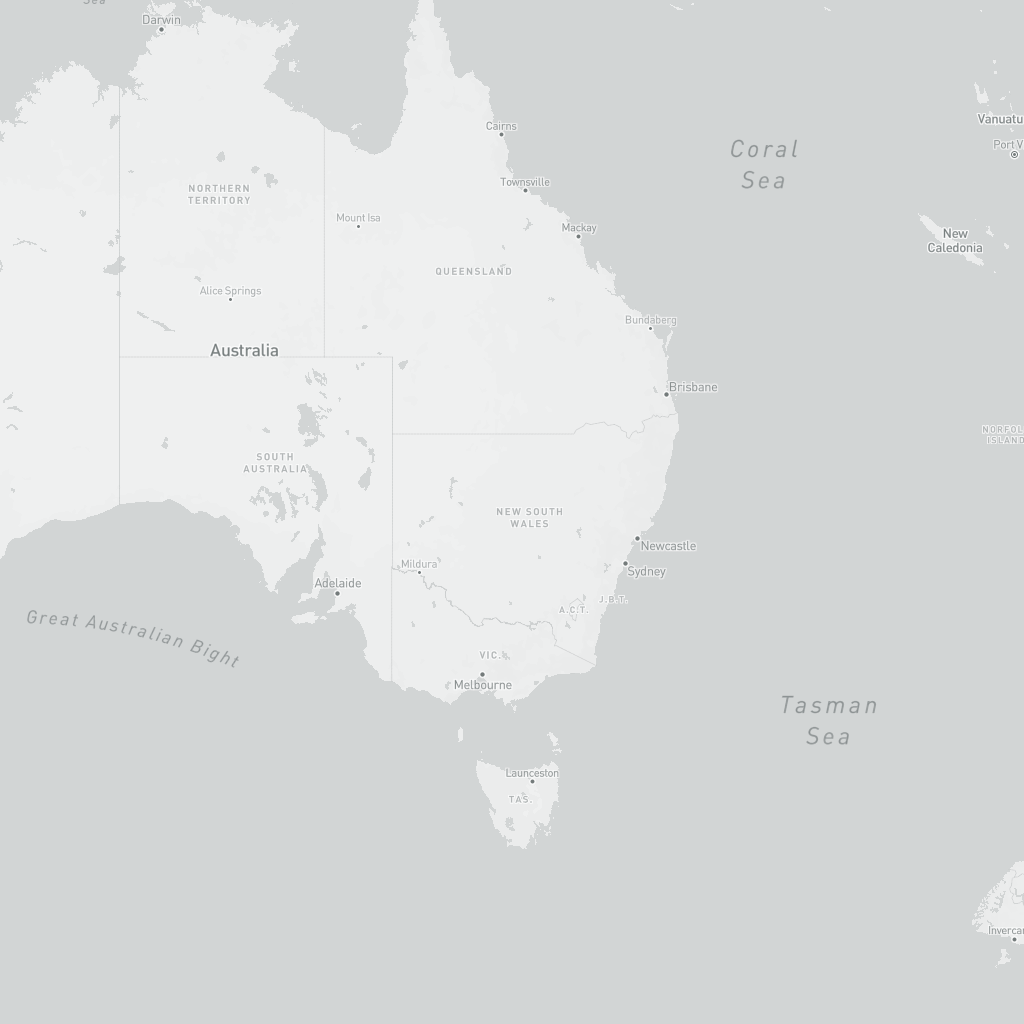 Sea
Darwin
Cairns
Coral
Sea
Vanuatu
Port V
Townsville
NORTHERN
TERRITORY
Mount Isa
Mackay
New
Caledonia
QUEENSLAND
Alice Springs
Bundaberg
Australia
Brisbane
NORFOL
ISLAND
SOUTH
AUSTRALIA
NEW SOUTH
WALES
Newcastle
Mildura
Sydney
Adelaide
J.B.T.
A.C.T.
Great Australian Bight
VIC.
Melbourne
Tasman
Sea
Launceston
TAS.
Invercar